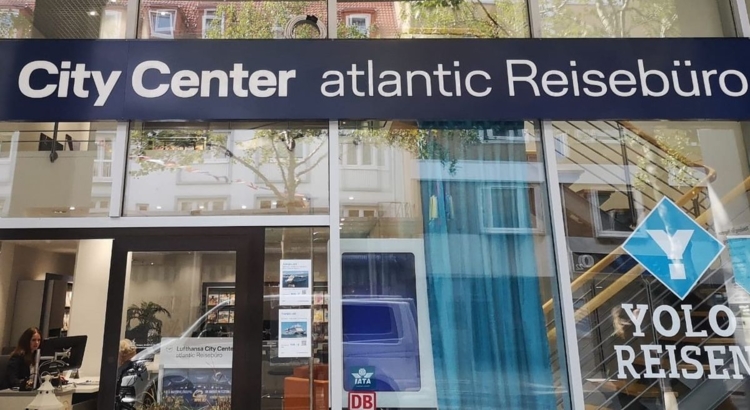 City Center atlantic Reisebüro
Y
YOLO
REISEN
Lufthansa City Center
atlantic Reisebüro
IATA
DB